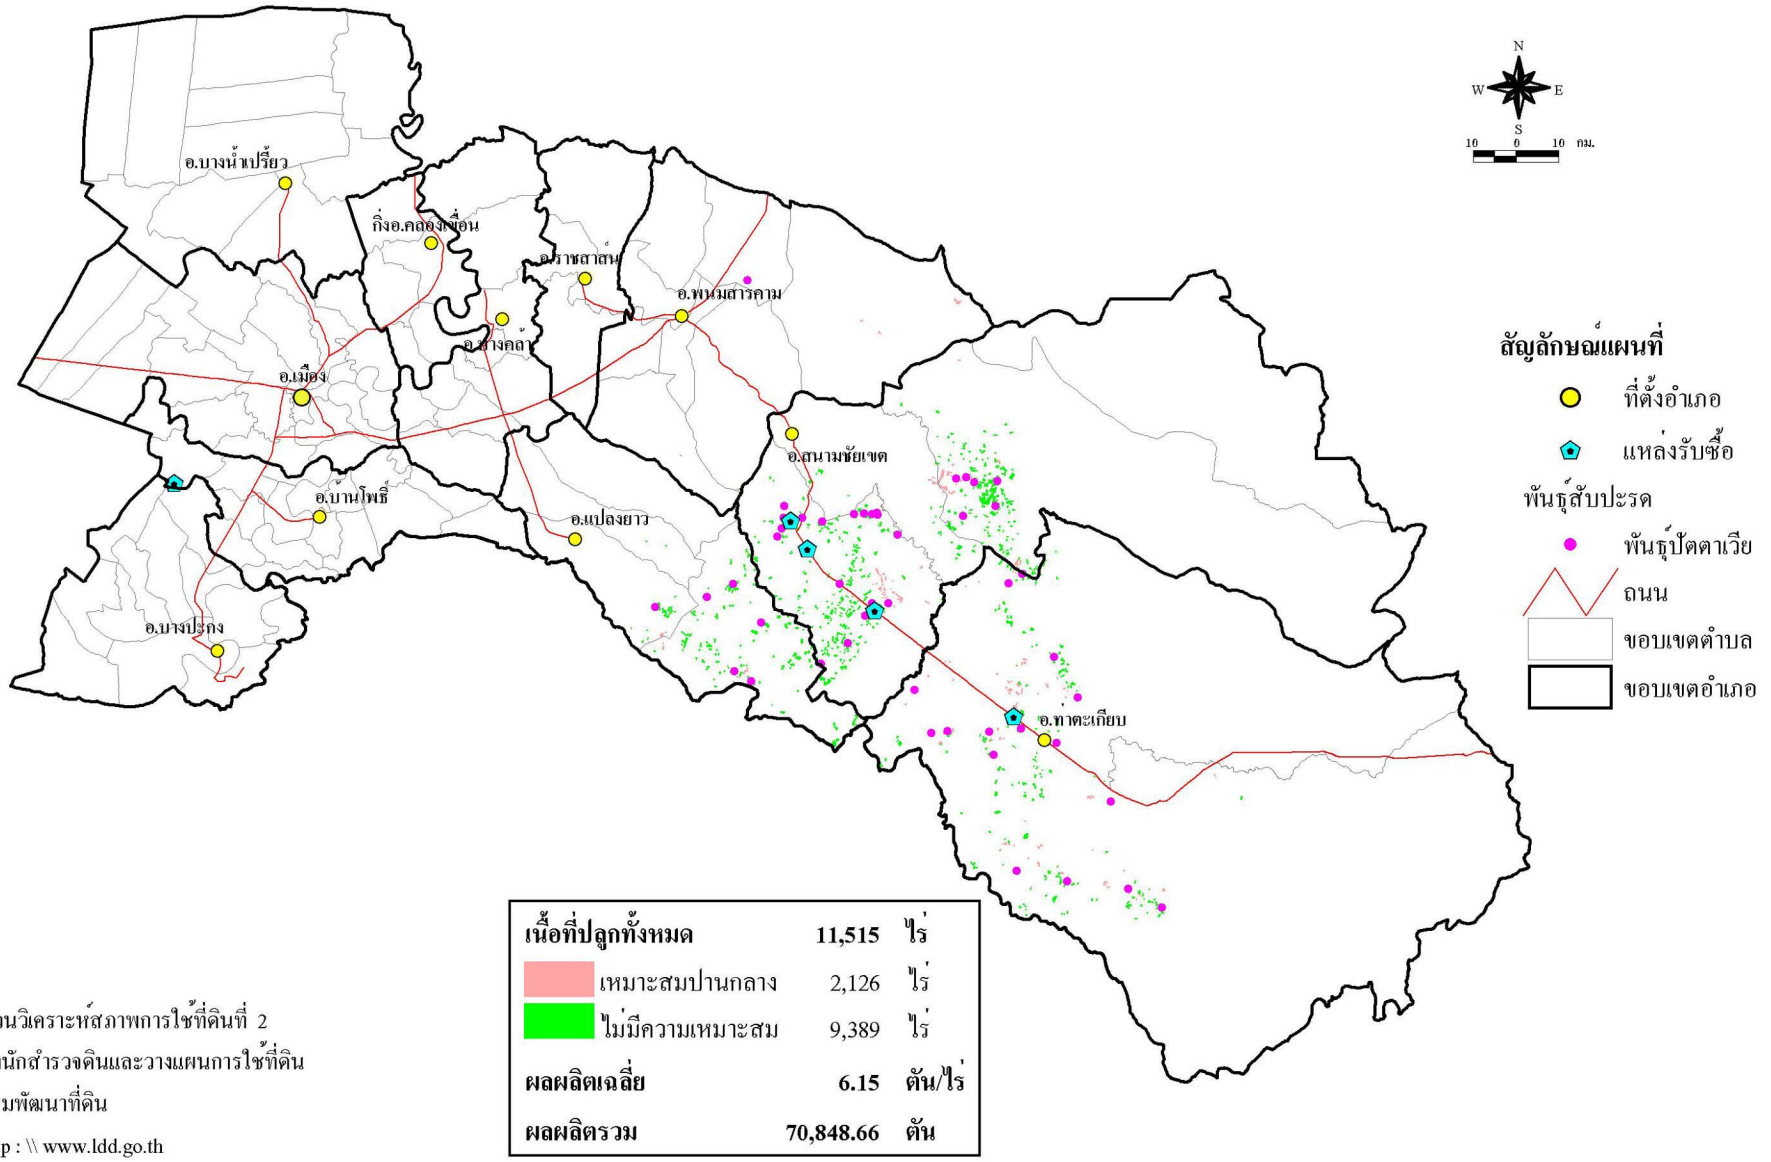 N
W E
S
10 0 10 กม.
อ.บางน้ำเปรี้ยว
กิ่งอ.คลองเขื่อน
อ.ราชสาส์น
อ.พนมสารคาม
อ.บางคล้า
อ.เมือง
อ.สนามชัยเขต
อ.บ้านโพธิ์
อ.แปลงยาว
อ.บางปะกง
อ.ท่าตะเกียบ
สัญลักษณ์แผนที่
ที่ตั้งอำเภอ
แหล่งรับซื้อ
พันธุ์สับปะรด
พันธุ์ปัตตาเวีย
ถนน
ขอบเขตตำบล
ขอบเขตอำเภอ
เนื้อที่ปลูกทั้งหมด 11,515 ไร่
เหมาะสมปานกลาง 2,126 ไร่
ไม่มีความเหมาะสม 9,389 ไร่
ผลผลิตเฉลี่ย 6.15 ตัน/ไร่
ผลผลิตรวม 70,848.66 ตัน
วนวิเคราะห์สภาพการใช้ที่ดินที่ 2
นักสำรวจดินและวางแผนการใช้ที่ดิน
มพัฒนาที่ดิน
p : \\ www.ldd.go.th